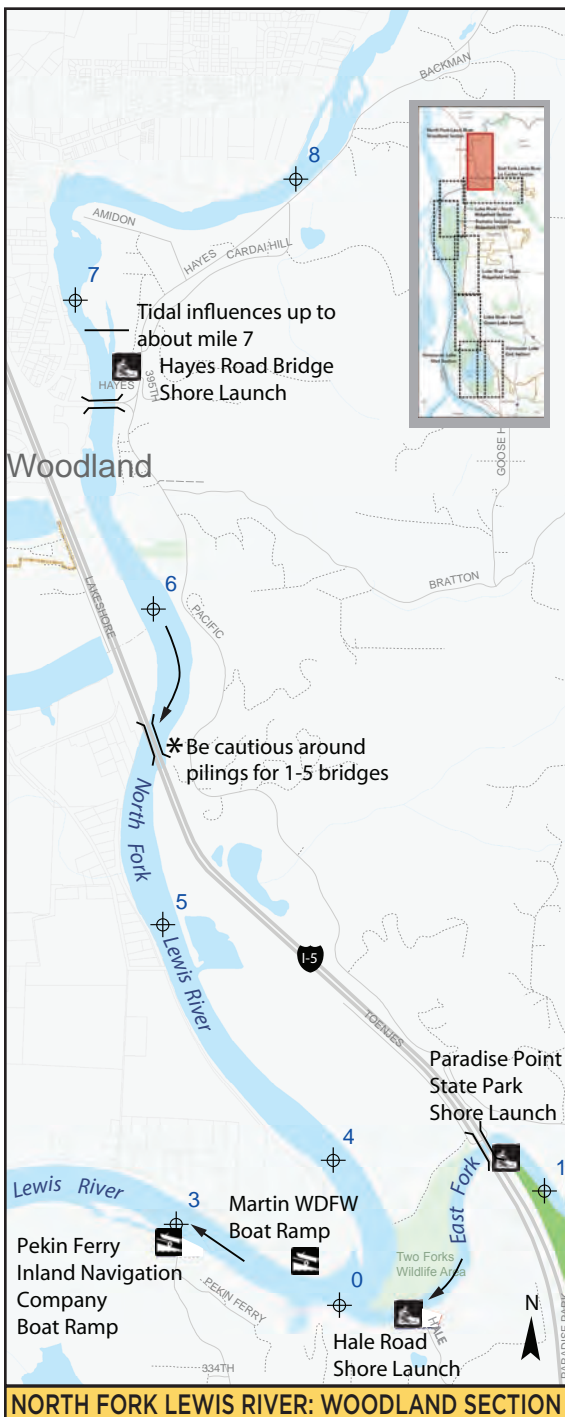 BACKMAN
8
AMIDON
HAYES
CARDAI HILL
7
Tidal influences up to
about mile 7
Hayes Road Bridge
Shore Launch
HAYES
395TH
GOOSE H
Woodland
BRATTON
6
LAKESHORE
PACIFIC
* Be cautious around
pilings for 1-5 bridges
North Fork
5
Lewis River
I-5
TOENJES
Paradise Point
State Park
Shore Launch
4
1
East Fork
Lewis River
3
Martin WDFW
Boat Ramp
Two Forks
Wildlife Area
Pekin Ferry
Inland Navigation
Company
Boat Ramp
PEKIN FERRY
0
N
HALE
Hale Road
Shore Launch
334TH
PARADISE PARK
NORTH FORK LEWIS RIVER: WOODLAND SECTION